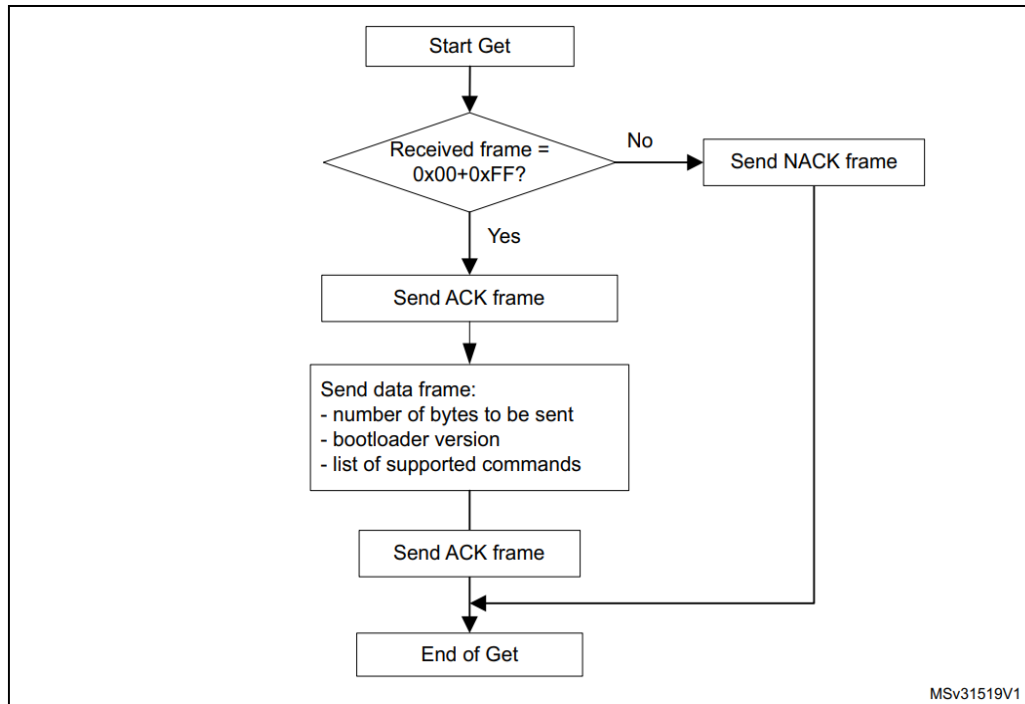 Start Get
Received frame =
0x00+0xFF?
No
Send NACK frame
Yes
Send ACK frame
Send data frame:
- number of bytes to be sent
- bootloader version
- list of supported commands
Send ACK frame
End of Get
MSv31519V1